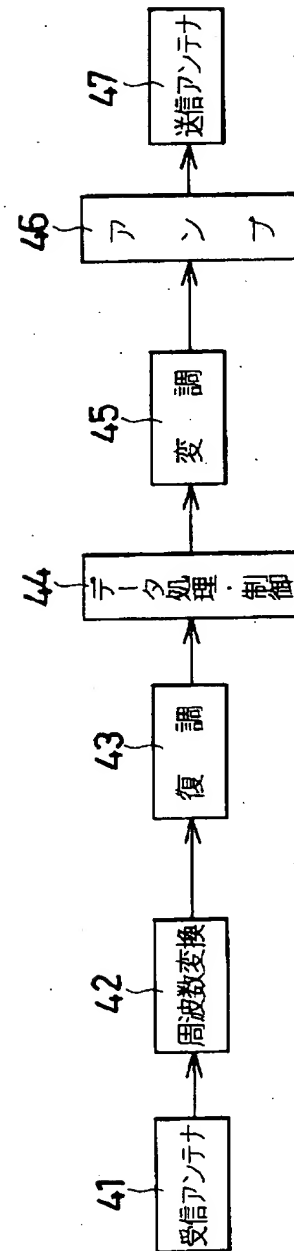 41
受信アンテナ
42
周波数変換
43
復調
44
データ処理・制御
45
変調
46
アンプ
47
送信アンテナ